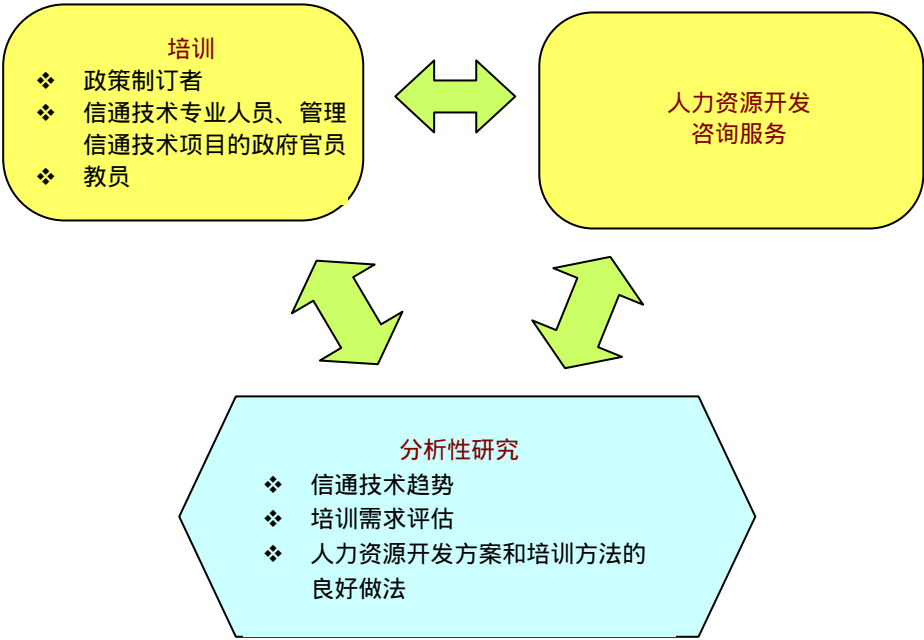 培训
❖ 政策制订者
❖ 信通技术专业人员、管理
信通技术项目的政府官员
❖ 教员
人力资源开发
咨询服务
分析性研究
❖ 信通技术趋势
❖ 培训需求评估
❖ 人力资源开发方案和培训方法的
良好做法